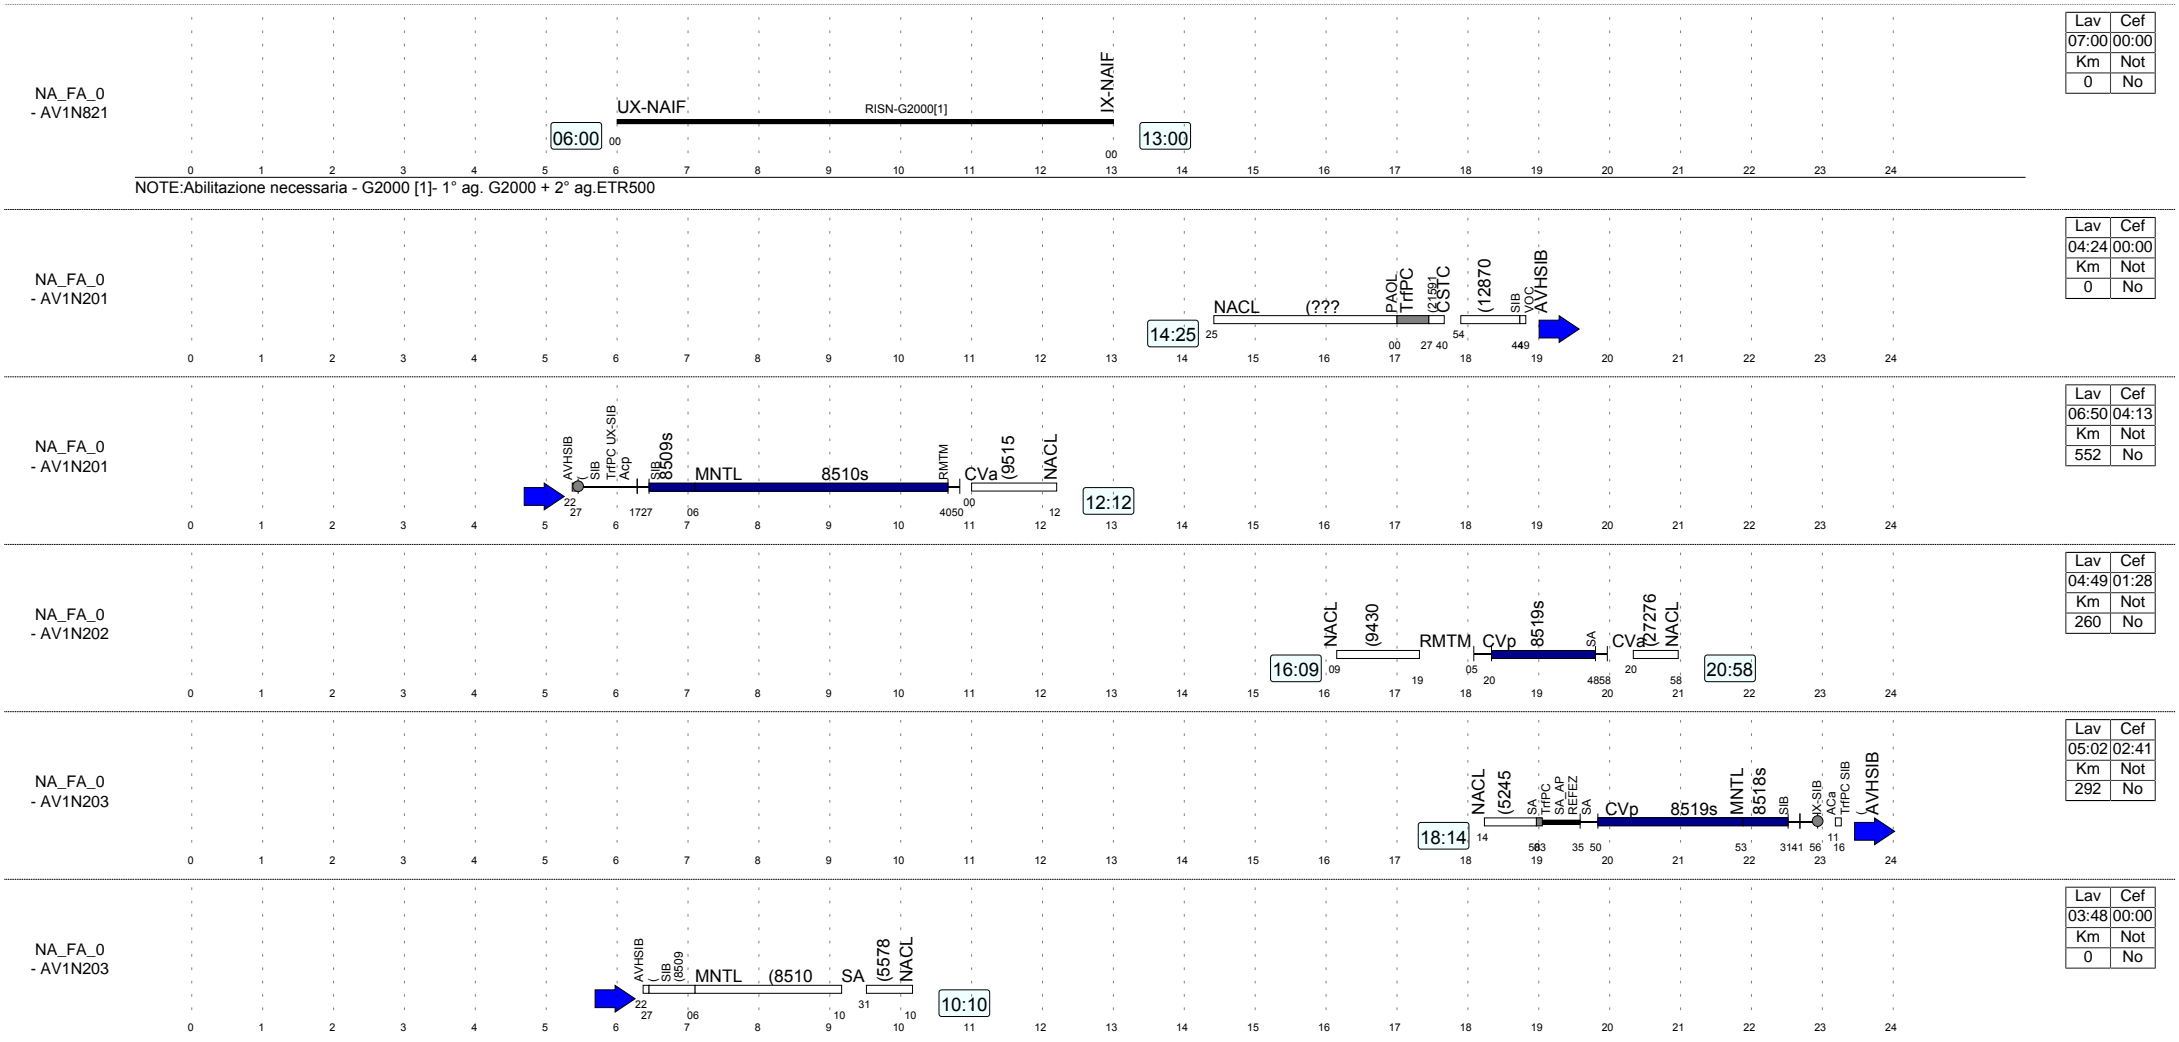 Lav Cef
07:00 00:00
Km Not
0 No
NA_FA_0
- AV1N821
UX-NAIF
RISN-G2000[1]
IX-NAIF
06:00
00
00
13:00
0 1 2 3 4 5 6 7 8 9 10 11 12 13 14 15 16 17 18 19 20 21 22 23 24
NOTE:Abilitazione necessaria - G2000 [1]- 1° ag. G2000 + 2° ag.ETR500
Lav Cef
04:24 00:00
Km Not
0 No
NA_FA_0
- AV1N201
NACL (??? PAOL TrfPC (21591 CSTC (12870 SIB VOC AVHSIB
14:25
25 00 27 40 54 44 49
0 1 2 3 4 5 6 7 8 9 10 11 12 13 14 15 16 17 18 19 20 21 22 23 24
Lav Cef
06:50 04:13
Km Not
552 No
NA_FA_0
- AV1N201
AVHSIB ( SIB TrfPC UX-SIB Acp SIB 8509s MNTL 8510s RMTM CVa (9515 NACL
22 27 17 27 06 40 50 00 12
12:12
0 1 2 3 4 5 6 7 8 9 10 11 12 13 14 15 16 17 18 19 20 21 22 23 24
Lav Cef
04:49 01:28
Km Not
260 No
NA_FA_0
- AV1N202
NACL (9430 RMTM CVp 8519s SA CVa (27276 NACL
16:09
09 19 05 20 48 58 20 58
20:58
0 1 2 3 4 5 6 7 8 9 10 11 12 13 14 15 16 17 18 19 20 21 22 23 24
Lav Cef
05:02 02:41
Km Not
292 No
NA_FA_0
- AV1N203
NACL (5245 SA TrfPC SA_AP REFEZ SA CVp 8519s MNTL 8518s SIB IX-SIB ACa TrfPC SIB ( AVHSIB
18:14
14 58 03 35 50 53 31 41 56 11 16
0 1 2 3 4 5 6 7 8 9 10 11 12 13 14 15 16 17 18 19 20 21 22 23 24
Lav Cef
03:48 00:00
Km Not
0 No
NA_FA_0
- AV1N203
AVHSIB ( SIB (8509 MNTL (8510 SA (5578 NACL
22 27 06 10 31 10
10:10
0 1 2 3 4 5 6 7 8 9 10 11 12 13 14 15 16 17 18 19 20 21 22 23 24